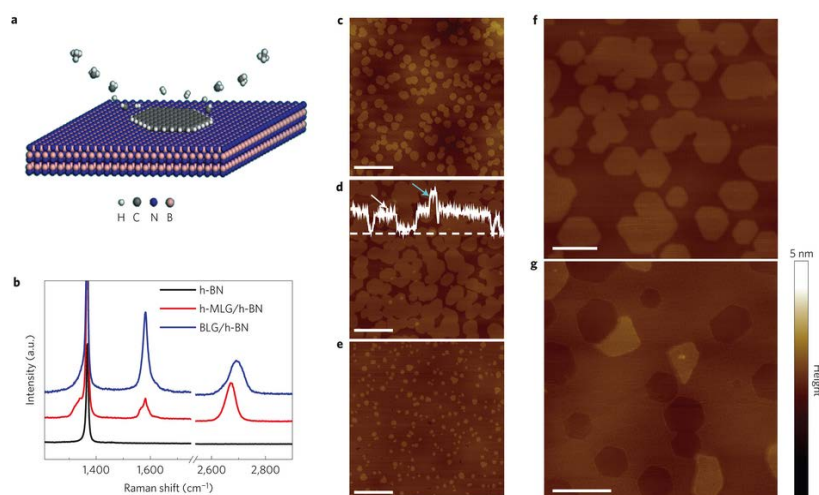 a
H C N B
b
h-BN
h-MLG/h-BN
BLG/h-BN
Intensity (a.u.)
1,400 1,600 2,600 2,800
Raman shift (cm⁻¹)
c
d
e
f
g
5 nm
Height
0